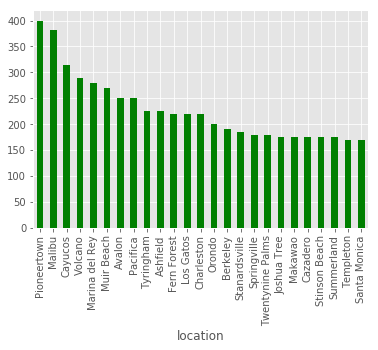 400
350
300
250
200
150
100
50
0
Pioneertown
Malibu
Cayucos
Volcano
Marina del Rey
Muir Beach
Avalon
Pacifica
Tyringham
Ashfield
Fern Forest
Los Gatos
Charleston
Orondo
Berkeley
Stanardsville
Springville
Twentynine Palms
Joshua Tree
Makawao
Cazadero
Stinson Beach
Summerland
Templeton
Santa Monica
location